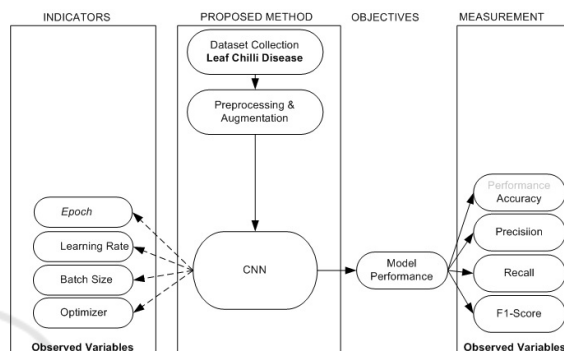 INDICATORS
PROPOSED METHOD
OBJECTIVES
MEASUREMENT
Dataset Collection
Leaf Chilli Disease
Preprocessing &
Augmentation
Epoch
Learning Rate
Batch Size
Optimizer
CNN
Model
Performance
Performance
Accuracy
Precisiion
Recall
F1-Score
Observed Variables
Observed Variables